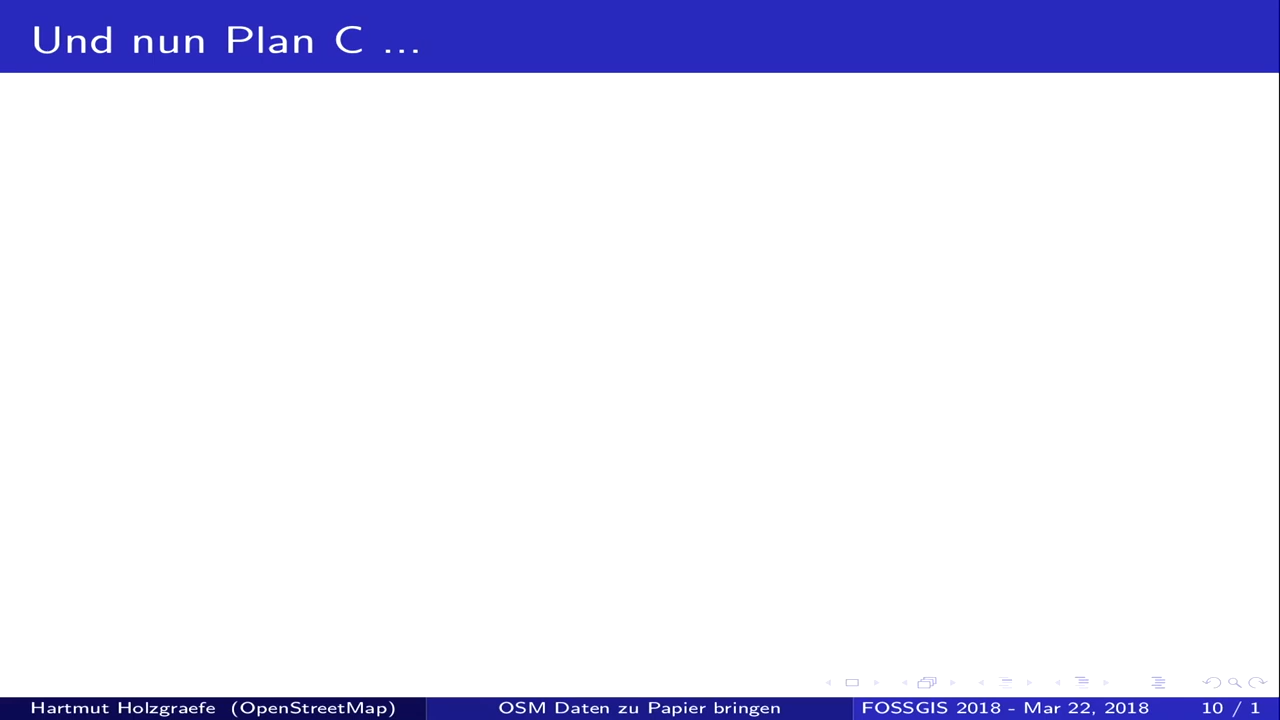 Und nun Plan C ...
Hartmut Holzgraefe (OpenStreetMap) OSM Daten zu Papier bringen FOSSGIS 2018 - Mar 22, 2018 10 / 1